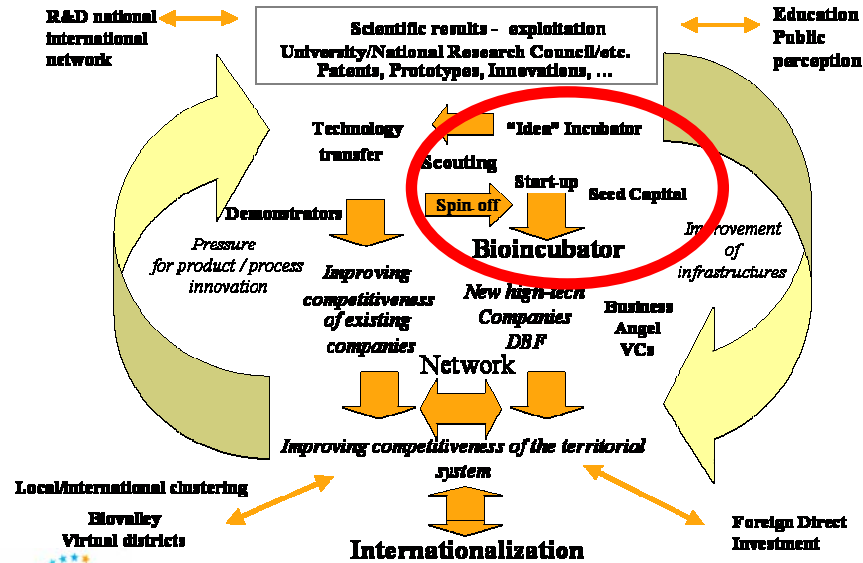 R&D national
international
network
Scientific results - exploitation
University/National Research Council/etc.
Patents, Prototypes, Innovations, ...
Education
Public
perception
Technology
transfer
"Idea" Incubator
Scouting
Start-up
Seed Capital
Spin off
Demonstrators
Bioincubator
Pressure
for product / process
innovation
Improvement
of
infrastructures
Improving
competitiveness
of existing
companies
New high-tech
Companies
DBF
Business
Angel
VCs
Network
Improving competitiveness of the territorial
system
Local/international clustering
Biovalley
Virtual districts
Foreign Direct
Investment
Internationalization